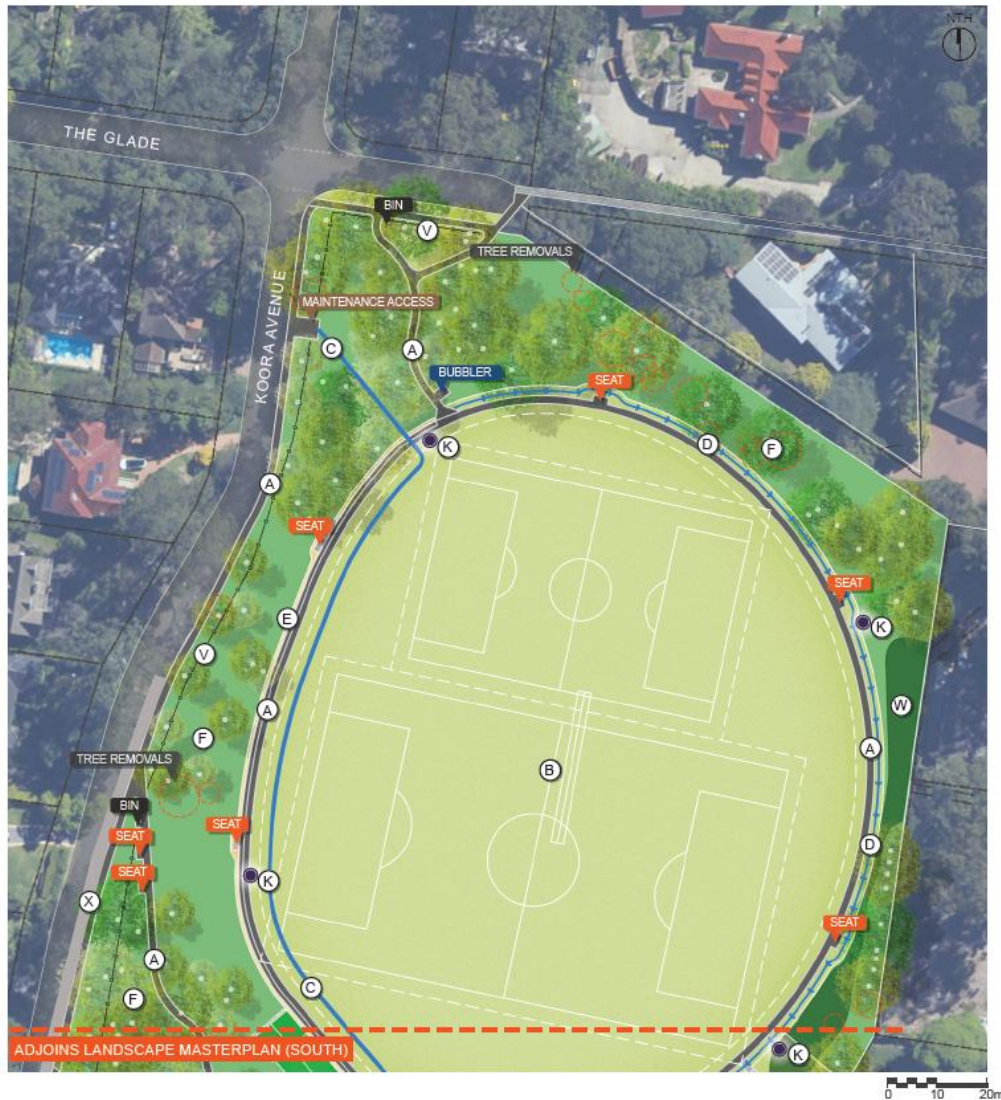 NTH
THE GLADE
BIN
V
TREE REMOVALS
KOORA AVENUE
MAINTENANCE ACCESS
C
A
BUBBLER
SEAT
K
D
F
A
SEAT
SEAT
E
K
V
A
W
F
A
B
TREE REMOVALS
BIN
SEAT
SEAT
D
SEAT
K
X
SEAT
A
C
F
ADJOINS LANDSCAPE MASTERPLAN (SOUTH)
K
0 10 20m